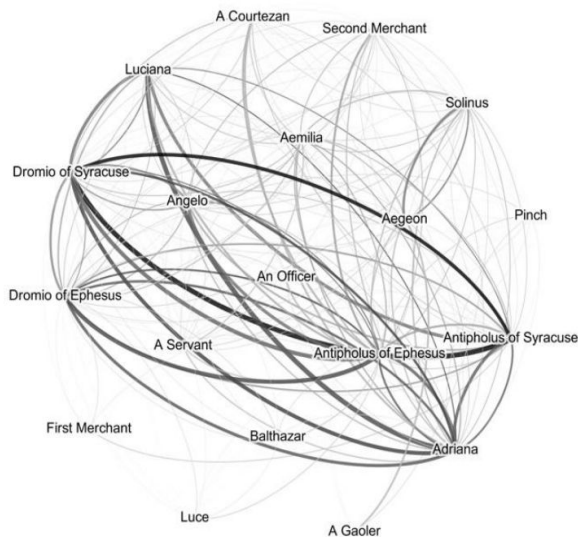 A Courtezan
Second Merchant
Luciana
Solinus
Aemilia
Dromio of Syracuse
Angelo
Aegeon
Pinch
An Officer
Dromio of Ephesus
Antipholus of Syracuse
A Servant
Antipholus of Ephesus
First Merchant
Balthazar
Adriana
Luce
A Gaoler